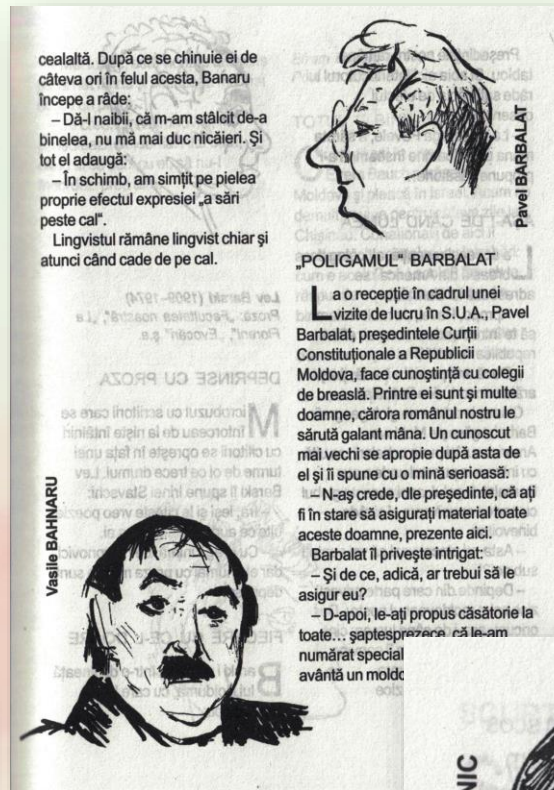 cealaltă. După ce se chinuie ei de
câteva ori în felul acesta, Banaru
începe a râde:
– Dă-l naibii, că m-am stâlcit de-a
binelea, nu mă mai duc nicăieri. Şi
tot el adaugă:
– În schimb, am simţit pe pielea
proprie efectul expresiei „a sări
peste cal".
Lingvistul rămâne lingvist chiar şi
atunci când cade de pe cal.
Vasile BAHNARU
Pavel BARBALAT
„POLIGAMUL" BARBALAT
La o recepţie în cadrul unei
vizite de lucru în S.U.A., Pavel
Barbalat, preşedintele Curţii
Constituţionale a Republicii
Moldova, face cunoştinţă cu colegii
de breaslă. Printre ei sunt şi multe
doamne, cărora românul nostru le
sărută galant mâna. Un cunoscut
mai vechi se apropie după asta de
el şi îi spune cu o mină serioasă:
– N-aş crede, dle preşedinte, că aţi
fi în stare să asiguraţi material toate
aceste doamne, prezente aici.
Barbalat îl priveşte intrigat:
– Şi de ce, adică, ar trebui să le
asigur eu?
– D-apoi, le-aţi propus căsătorie la
toate… şaptesprezece, că le-am
numărat special
avântă un moldo
NIC